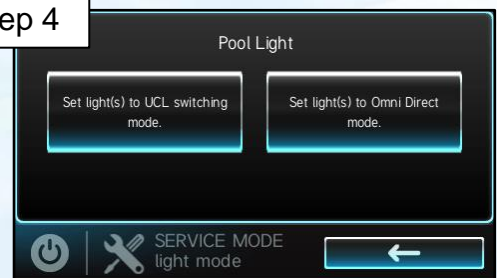 ep 4
Pool Light
Set light(s) to UCL switching
mode.
Set light(s) to Omni Direct
mode.
SERVICE MODE
light mode